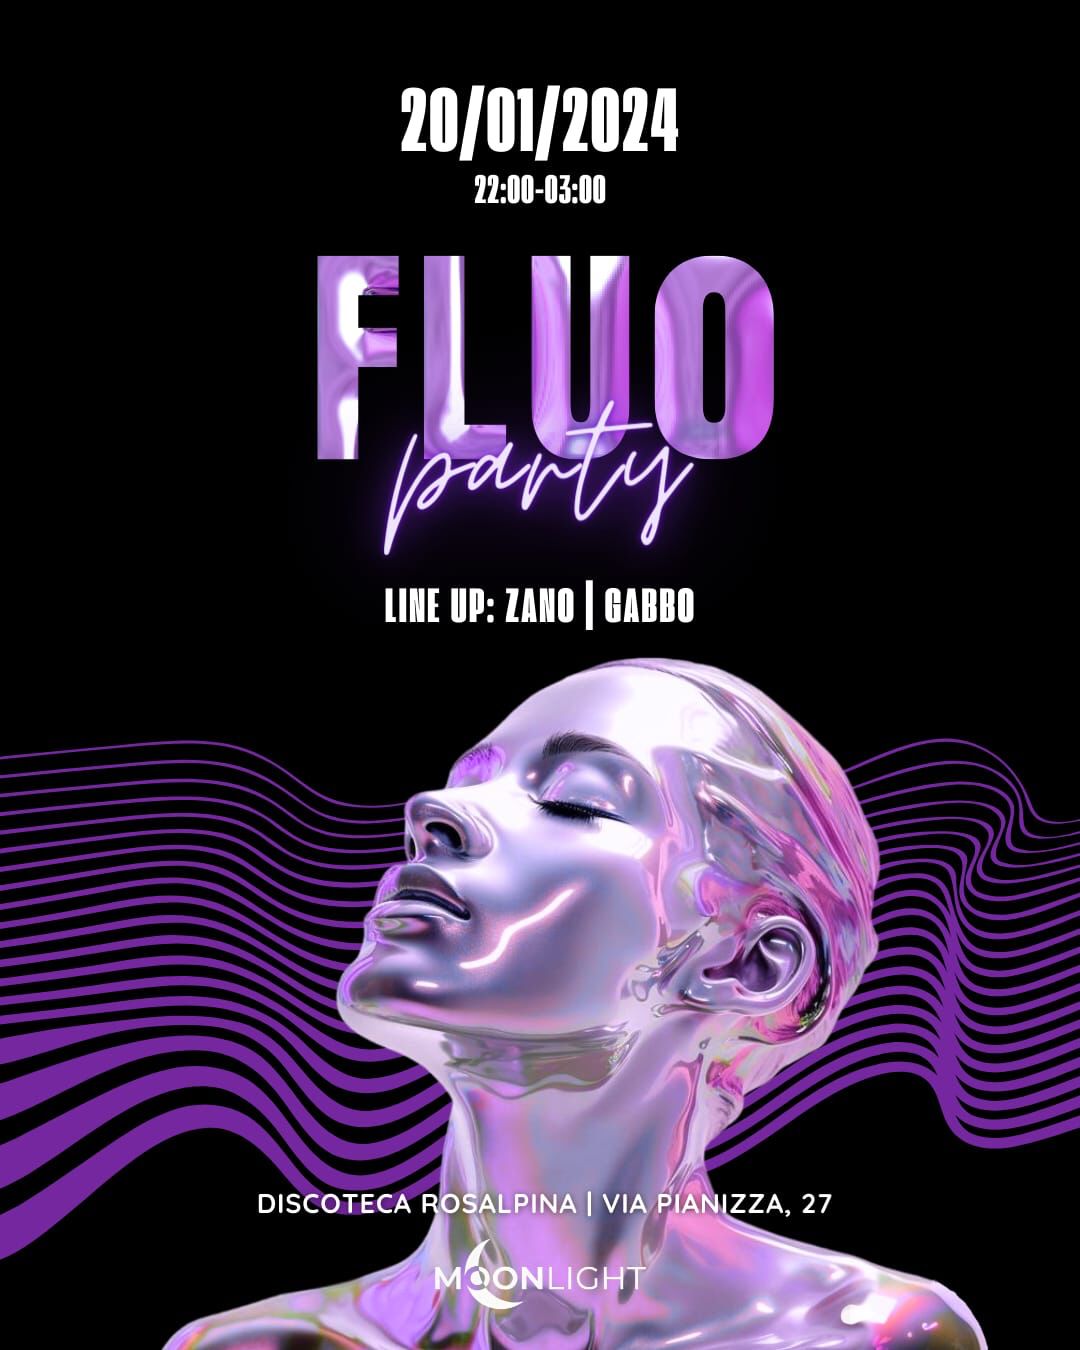 20/01/2024
22:00-03:00
FLUO
party
LINE UP: ZANO | GABBO
DISCOTECA ROSALPINA | VIA PIANIZZA, 27
MOONLIGHT